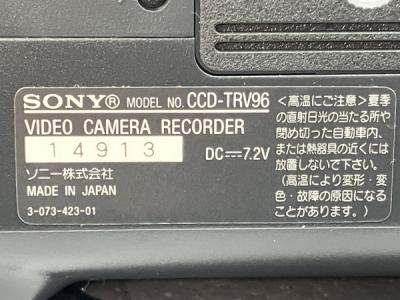 SONY® MODEL NO. CCD-TRV96
VIDEO CAMERA RECORDER
14913
DC⎓7.2V
ソニー株式会社
MADE IN JAPAN
3-073-423-01
<高温にご注意>夏季
の直射日光の当たる所や
閉め切った自動車内、
または熱器具の近くには
放置しないで下さい。
(高温により変形・変
色・故障の原因になる
ことがあります。)